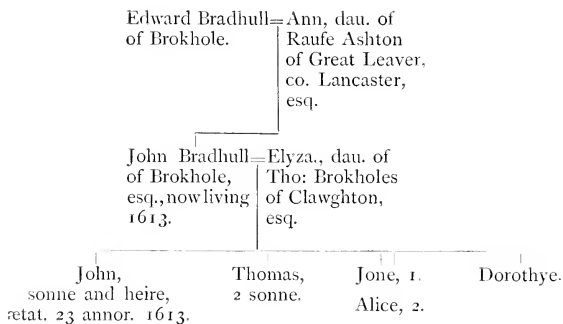 Edward Bradhull=Ann, dau. of
of Brokhole. Raufe Ashton
of Great Leaver,
co. Lancaster,
esq.
John Bradhull=Elyza., dau. of
of Brokhole, Tho: Brokholes
esq., now living of Clawghton,
1613. esq.
John, Thomas, Jone, 1. Dorothye.
sonne and heire, 2 sonne. Alice, 2.
ætat. 23 annor. 1613.